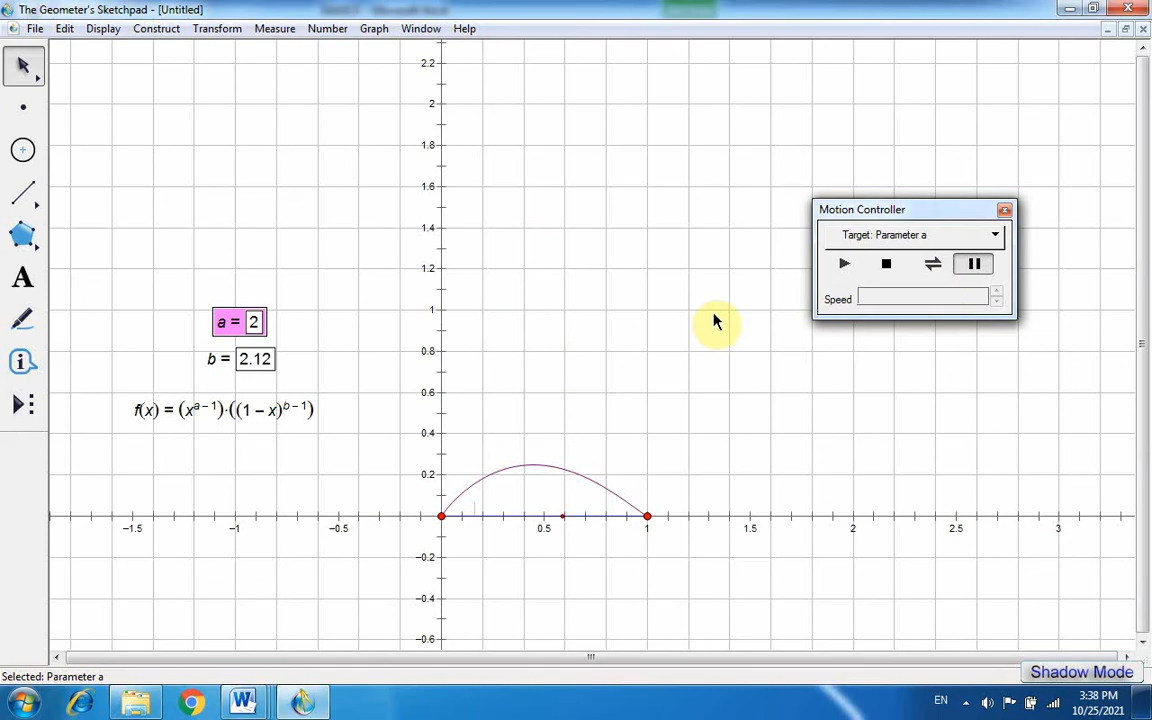 The Geometer's Sketchpad - [Untitled]
File Edit Display Construct Transform Measure Number Graph Window Help
2.2
2
1.8
1.6
1.4
1.2
1
0.8
0.6
0.4
0.2
-0.2
-0.4
-0.6
-1.5 -1 -0.5 0.5 1 1.5 2 2.5 3
Motion Controller
Target: Parameter a
Speed
a = 2
b = 2.12
f(x) = (x^{a-1})·((1-x)^{b-1})
A
Selected: Parameter a
Shadow Mode
EN
3:38 PM
10/25/2021